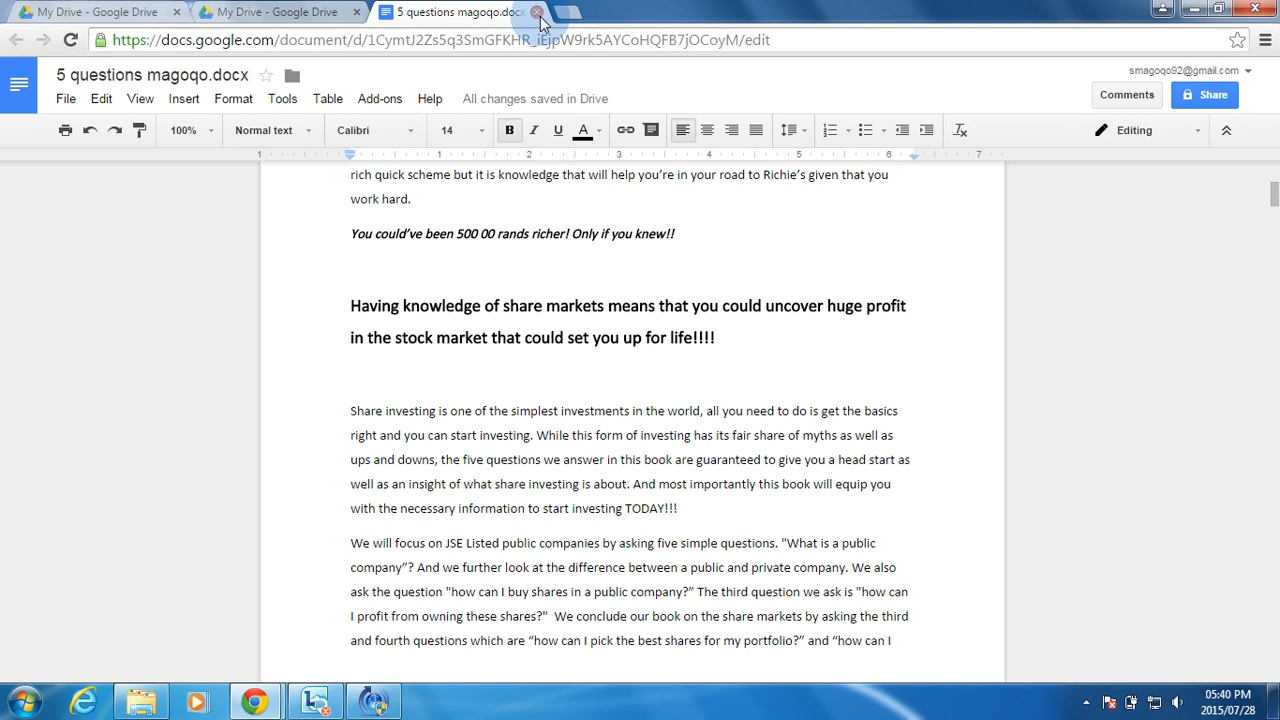 My Drive - Google Drive
My Drive - Google Drive
5 questions magoqo.docx
https://docs.google.com/document/d/1CymtJ2Zs5q3SmGFKHR_iEjpW9rk5AYCoHQFB7jOCoyM/edit
5 questions magoqo.docx
smagoqo92@gmail.com
File Edit View Insert Format Tools Table Add-ons Help All changes saved in Drive
Comments
Share
100% Normal text Calibri 14 B I U A Editing
1 1 2 3 4 5 6 7
rich quick scheme but it is knowledge that will help you're in your road to Richie's given that you
work hard.
You could've been 500 00 rands richer! Only if you knew!!
Having knowledge of share markets means that you could uncover huge profit
in the stock market that could set you up for life!!!!
Share investing is one of the simplest investments in the world, all you need to do is get the basics
right and you can start investing. While this form of investing has its fair share of myths as well as
ups and downs, the five questions we answer in this book are guaranteed to give you a head start as
well as an insight of what share investing is about. And most importantly this book will equip you
with the necessary information to start investing TODAY!!!
We will focus on JSE Listed public companies by asking five simple questions. "What is a public
company"? And we further look at the difference between a public and private company. We also
ask the question "how can I buy shares in a public company?" The third question we ask is "how can
I profit from owning these shares?"  We conclude our book on the share markets by asking the third
and fourth questions which are "how can I pick the best shares for my portfolio?" and "how can I
05:40 PM
2015/07/28